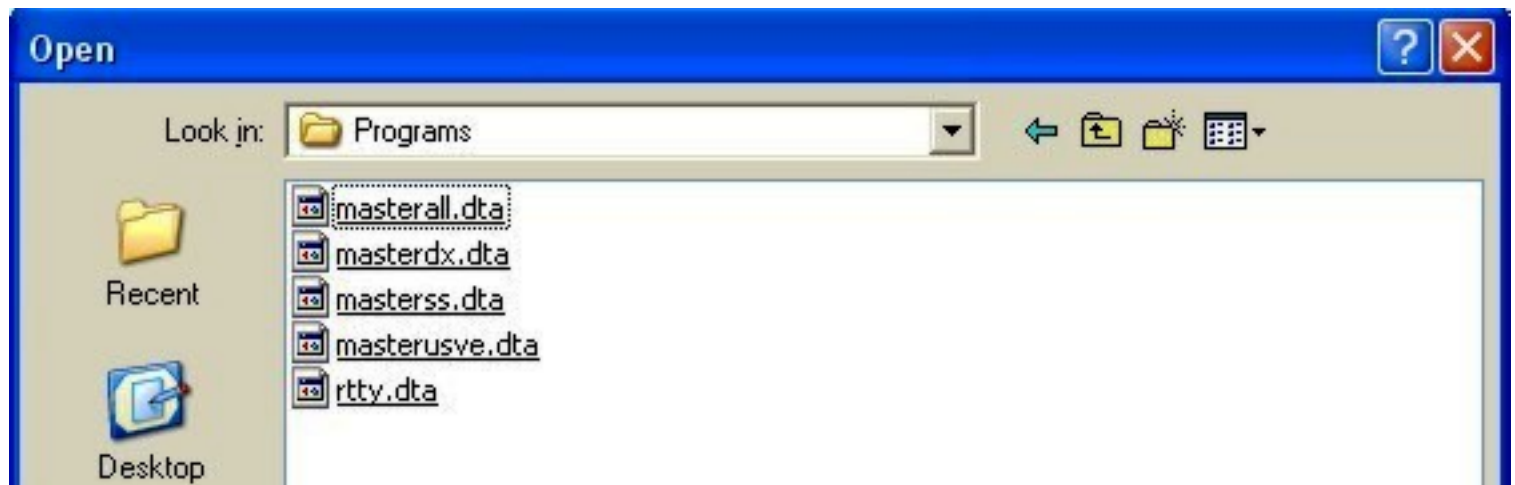 Open
Look in: Programs
masterall.dta
masterdx.dta
masterss.dta
masterusve.dta
rtty.dta
Recent
Desktop